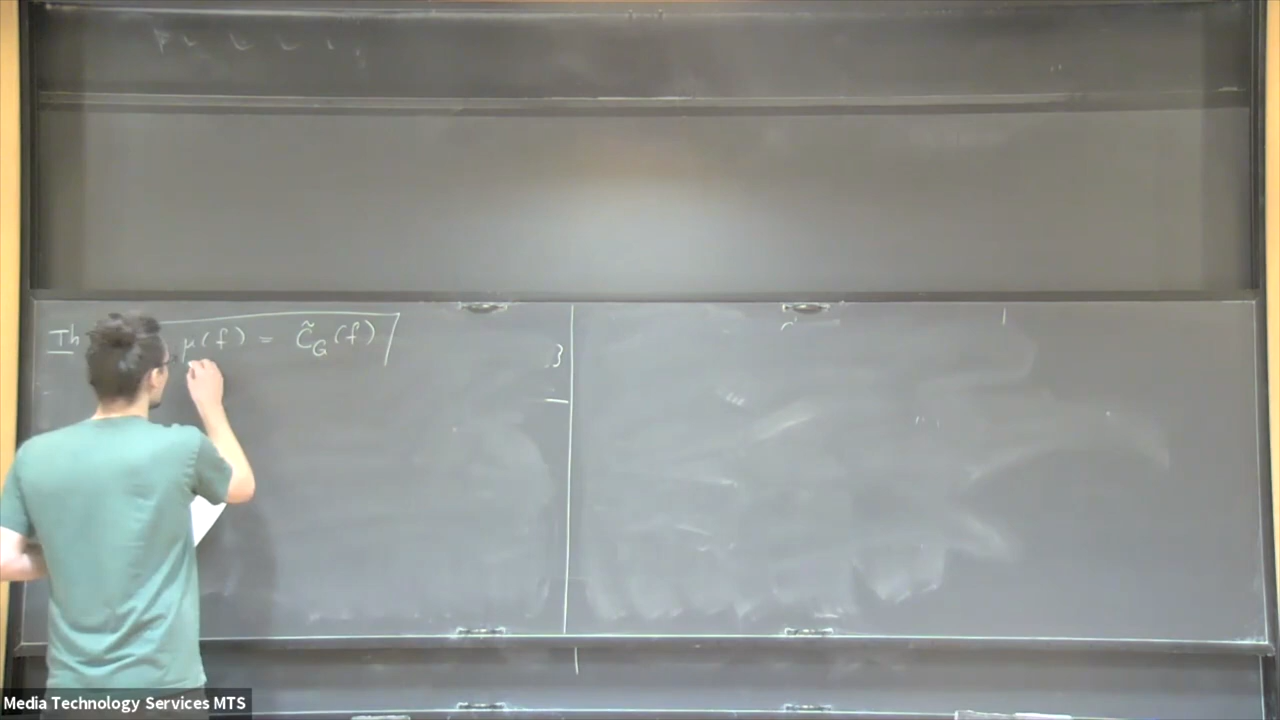 Th μ(f) = C̃_G(f)
}
Media Technology Services MTS